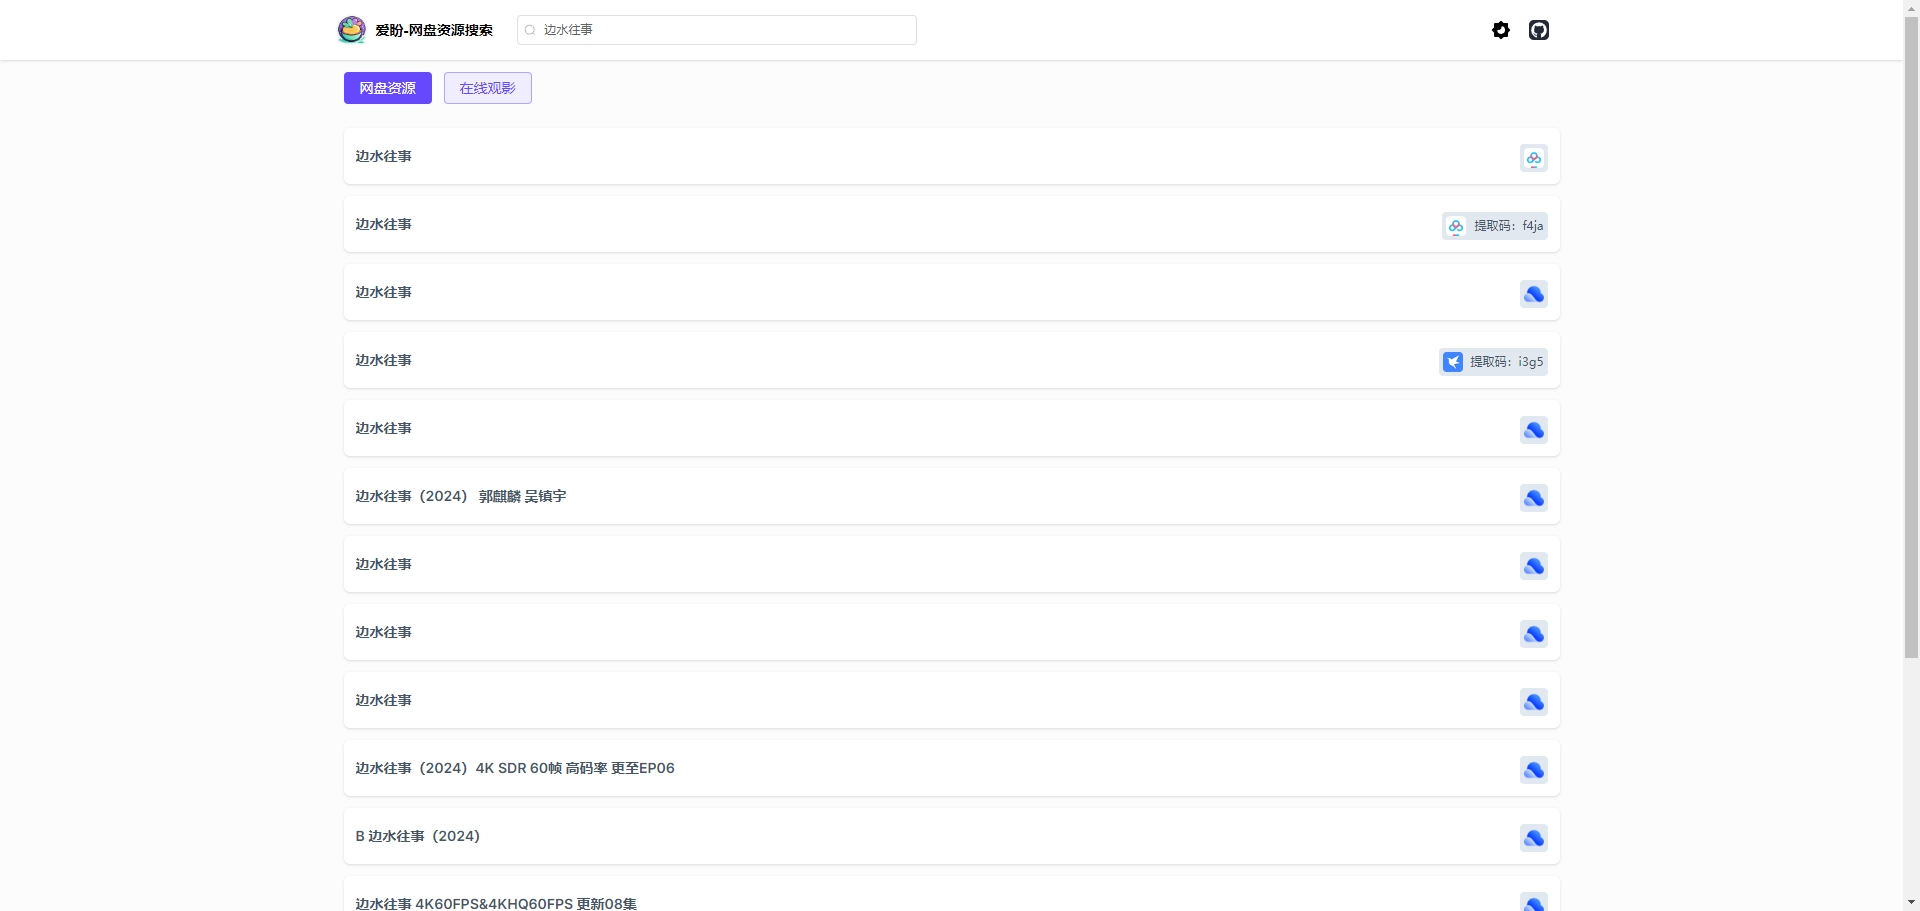 爱盼-网盘资源搜索
边水往事
网盘资源
在线观影
边水往事
边水往事
提取码：f4ja
边水往事
边水往事
提取码：i3g5
边水往事
边水往事（2024） 郭麒麟 吴镇宇
边水往事
边水往事
边水往事
边水往事（2024）4K SDR 60帧 高码率 更至EP06
B 边水往事（2024）
边水往事 4K60FPS&4KHQ60FPS 更新08集